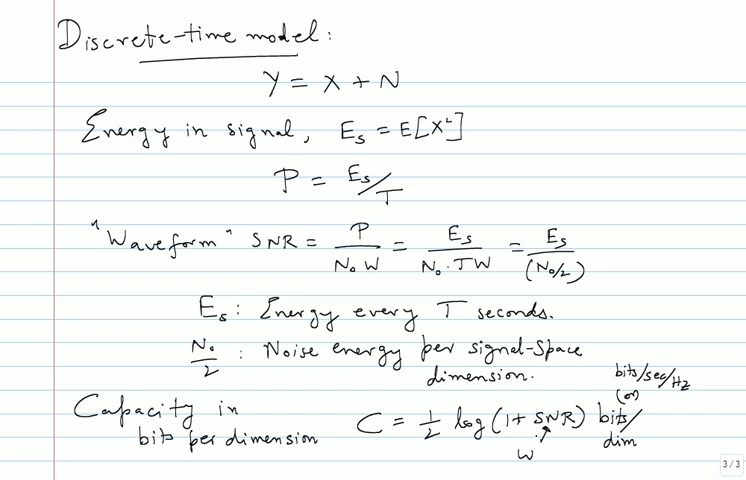 Discrete-time model:
Y = X + N
Energy in signal, Es = E[X²]
P = Es/T
"Waveform" SNR = P/(N₀W) = Es/(N₀·TW) = Es/(N₀/2)
Es: Energy every T seconds.
N₀/2 : Noise energy per signal-space
dimension.
bits/sec/Hz
(or)
Capacity in C = 1/2 log(1+SNR) bits/
bits per dimension W dim
3/3